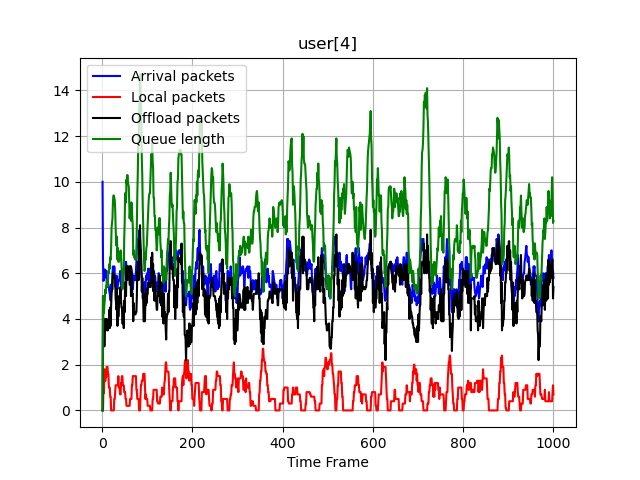 user[4]
Arrival packets
Local packets
Offload packets
Queue length
14
12
10
8
6
4
2
0
0 200 400 600 800 1000
Time Frame